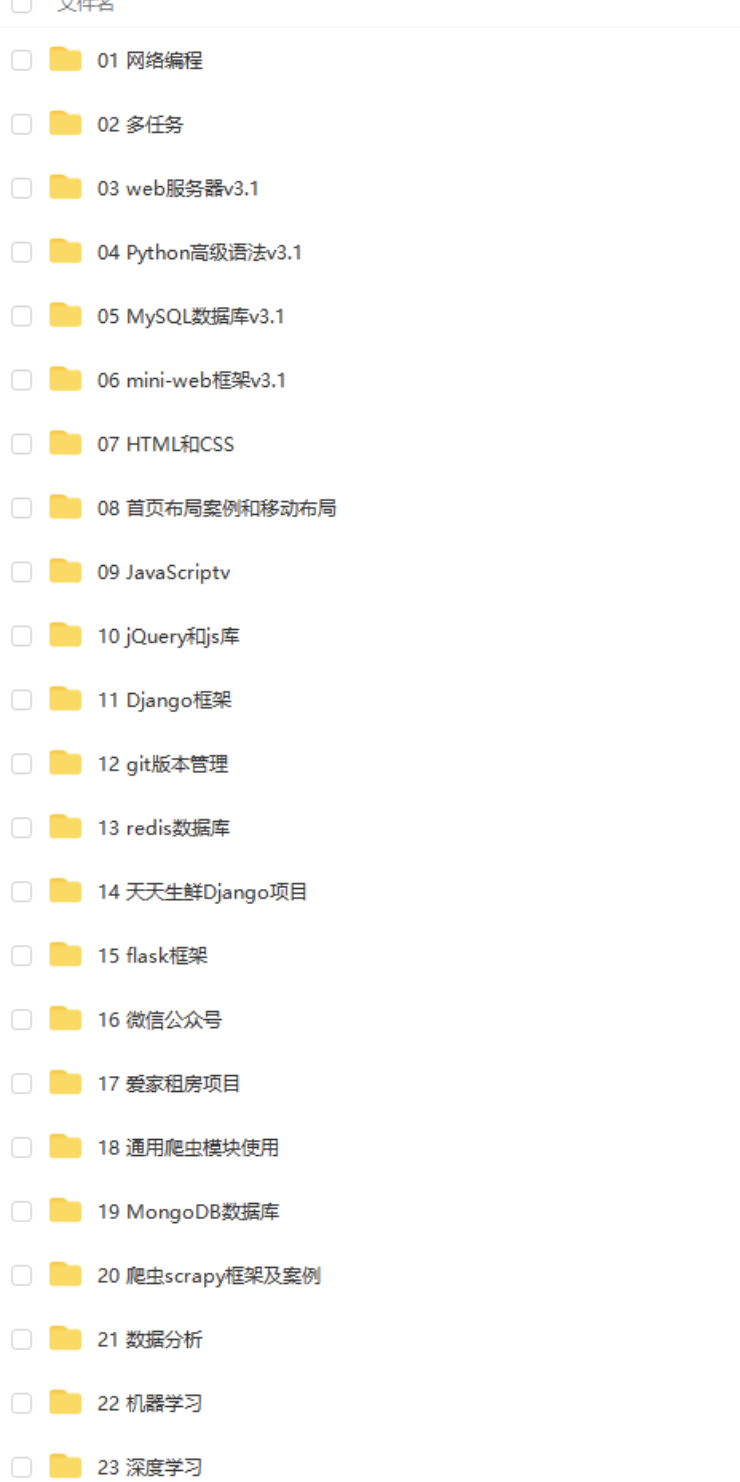 文件名
01 网络编程
02 多任务
03 web服务器v3.1
04 Python高级语法v3.1
05 MySQL数据库v3.1
06 mini-web框架v3.1
07 HTML和CSS
08 首页布局案例和移动布局
09 JavaScriptv
10 jQuery和js库
11 Django框架
12 git版本管理
13 redis数据库
14 天天生鲜Django项目
15 flask框架
16 微信公众号
17 爱家租房项目
18 通用爬虫模块使用
19 MongoDB数据库
20 爬虫scrapy框架及案例
21 数据分析
22 机器学习
23 深度学习